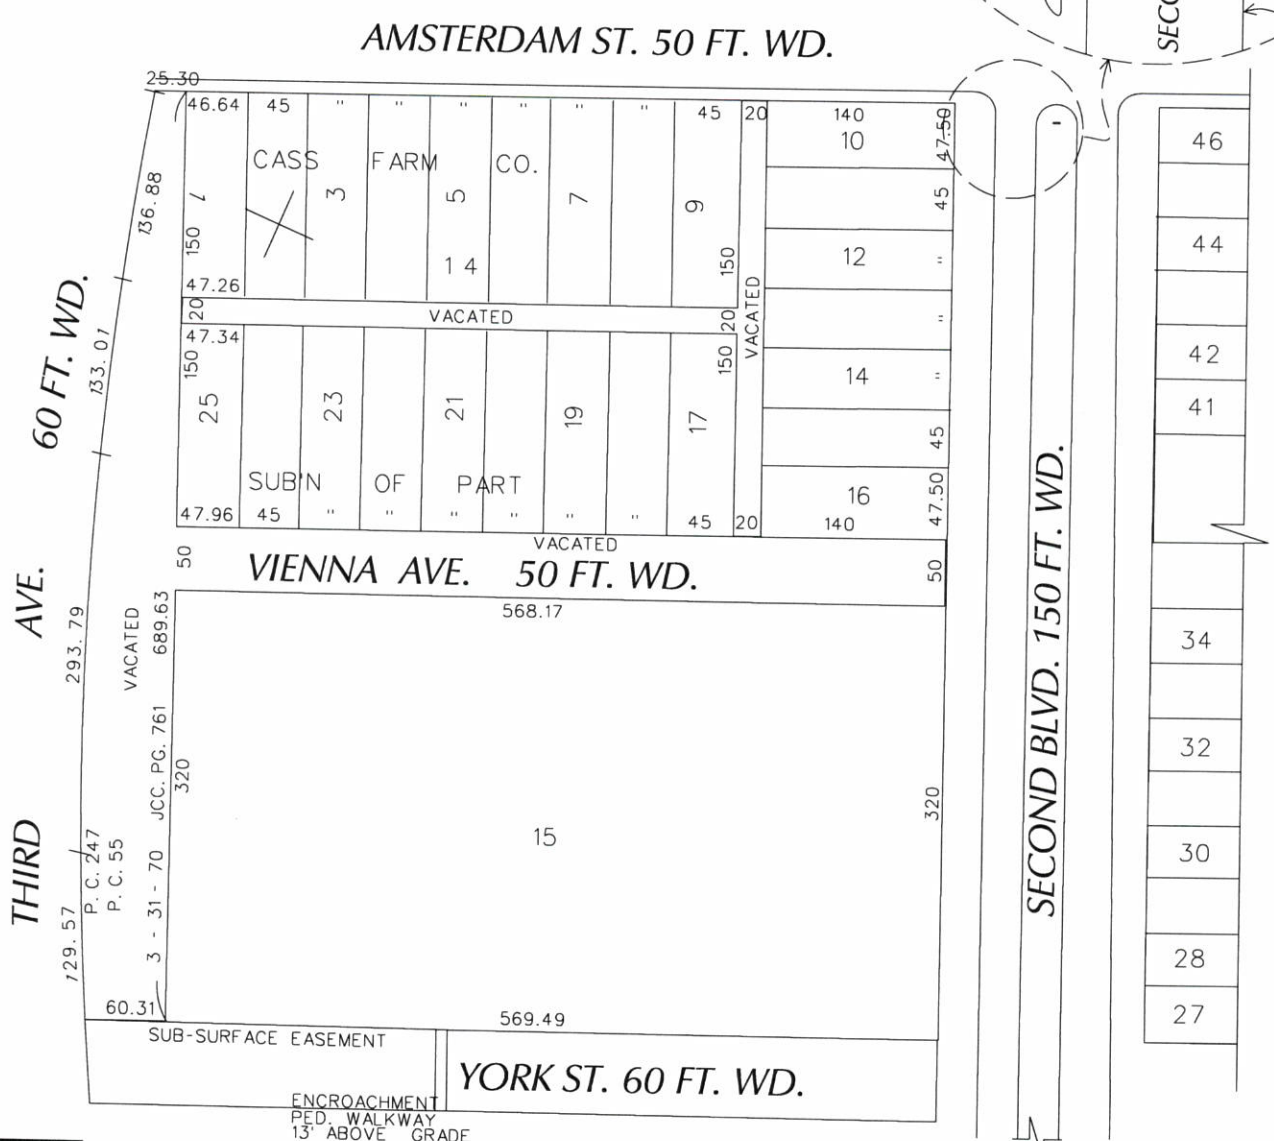 AMSTERDAM ST. 50 FT. WD.
SECO
25.30
46.64 45 " " " " " " 45 20 140 47.50
10 46
CASS FARM CO.
136.88
1 3 5 7 9 45
150 14 150 12 " 44
47.26
20 VACATED 20 VACATED "
47.34
150 150 14 " 42
133.01
25 23 21 19 17 41
45
SUB'N OF PART
16 47.50
47.96 45 " " " " " " 45 20 140
VACATED
50 VIENNA AVE. 50 FT. WD. 50
568.17
THIRD AVE. 60 FT. WD.
SECOND BLVD. 150 FT. WD.
293.79
VACATED
689.63
34
3 - 31 - 70 JCC. PG. 761
320 320
32
15
30
P. C. 247
P. C. 55
129.57
28
60.31 569.49 27
SUB-SURFACE EASEMENT
YORK ST. 60 FT. WD.
ENCROACHMENT
PED. WALKWAY
13' ABOVE GRADE